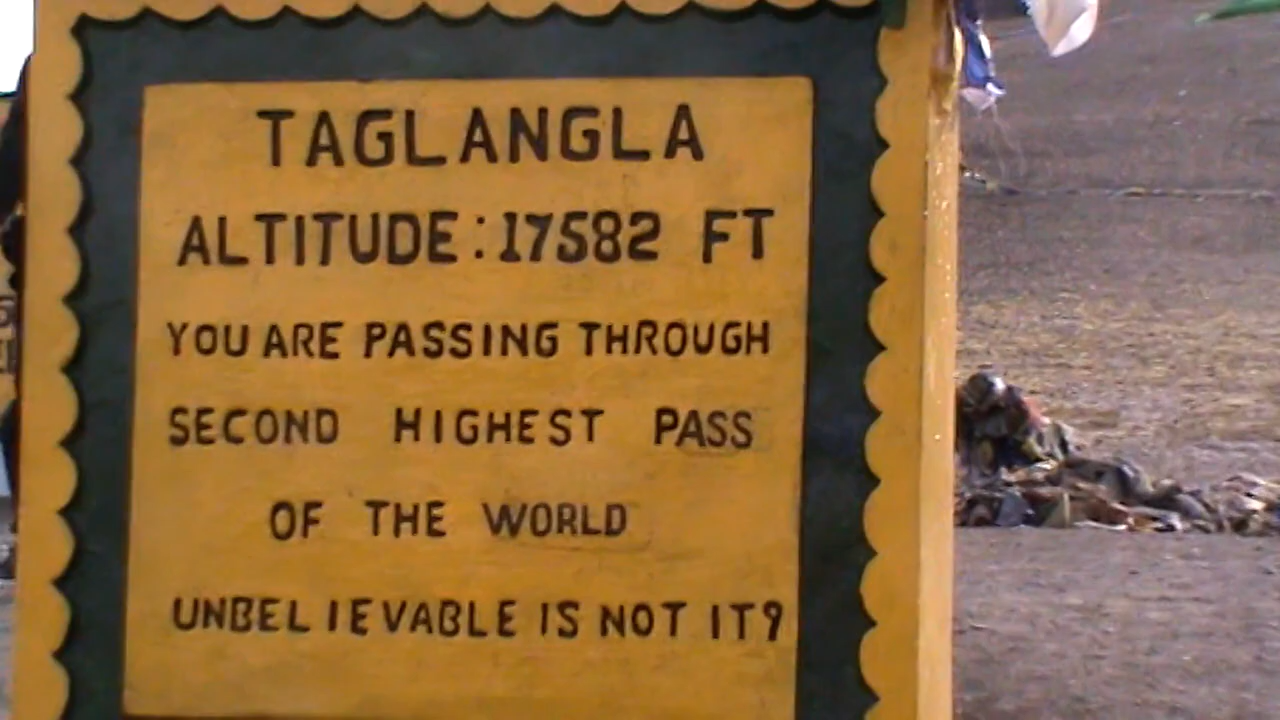 TAGLANGLA
ALTITUDE : 17582 FT
YOU ARE PASSING THROUGH
SECOND HIGHEST PASS
OF THE WORLD
UNBELIEVABLE IS NOT IT?